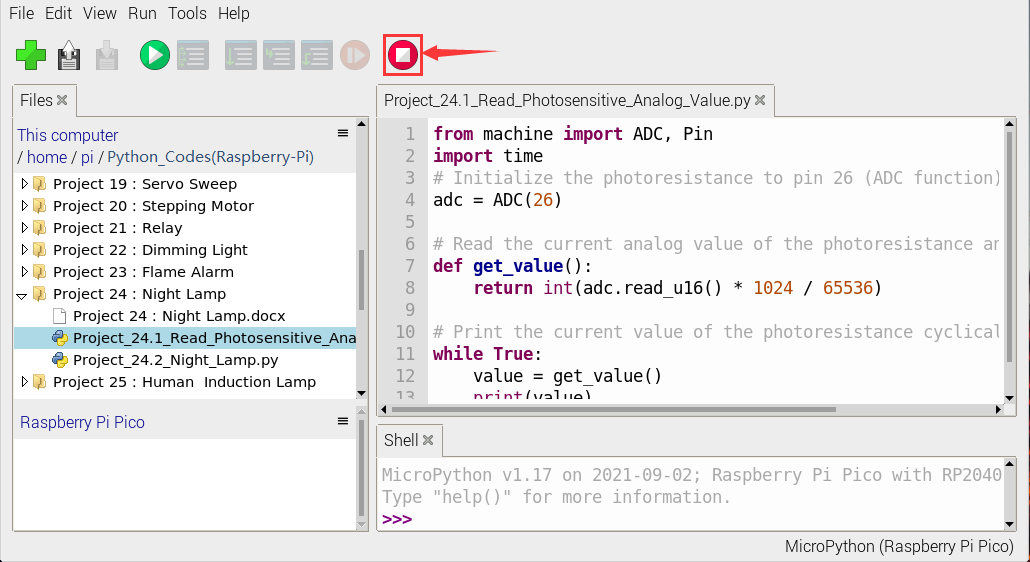 File Edit View Run Tools Help
Files
This computer
/ home / pi / Python_Codes(Raspberry-Pi)
Project 19 : Servo Sweep
Project 20 : Stepping Motor
Project 21 : Relay
Project 22 : Dimming Light
Project 23 : Flame Alarm
Project 24 : Night Lamp
Project 24 : Night Lamp.docx
Project_24.1_Read_Photosensitive_Ana
Project_24.2_Night_Lamp.py
Project 25 : Human  Induction Lamp
Raspberry Pi Pico
Project_24.1_Read_Photosensitive_Analog_Value.py
1 from machine import ADC, Pin
2 import time
3 # Initialize the photoresistance to pin 26 (ADC function)
4 adc = ADC(26)
5
6 # Read the current analog value of the photoresistance an
7 def get_value():
8     return int(adc.read_u16() * 1024 / 65536)
9
10 # Print the current value of the photoresistance cyclical
11 while True:
12     value = get_value()
13     print(value)
Shell
MicroPython v1.17 on 2021-09-02; Raspberry Pi Pico with RP2040
Type "help()" for more information.
>>>
MicroPython (Raspberry Pi Pico)